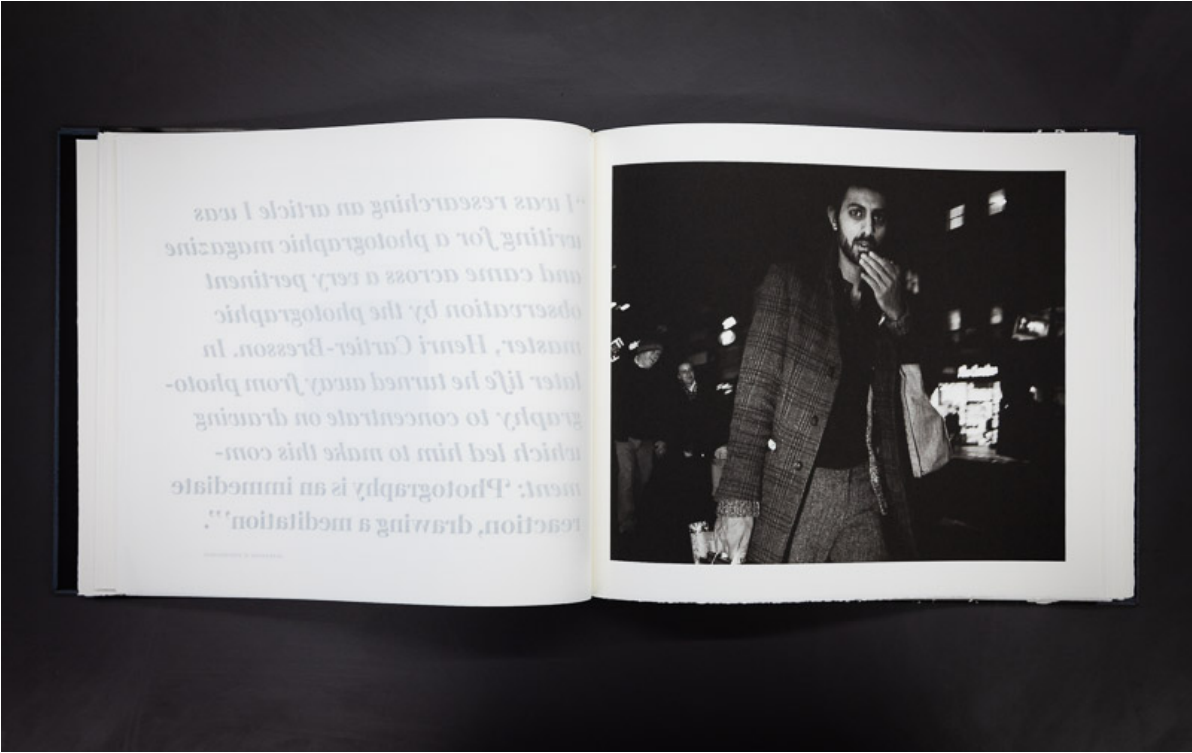 “I was researching an article I was
writing for a photographic magazine
and came across a very pertinent
observation by the photographic
master, Henri Cartier-Bresson. In
later life he turned away from photo-
graphy to concentrate on drawing
which led him to make this com-
ment: ‘Photography is an immediate
reaction, drawing a meditation’”.